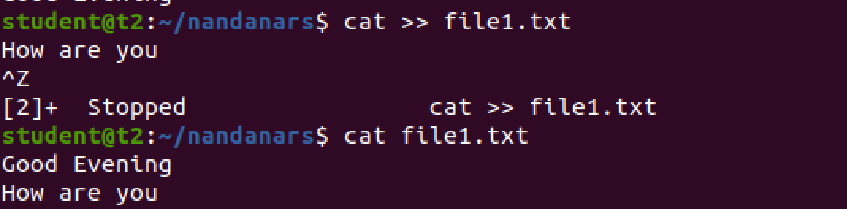 student@t2:~/nandanars$ cat >> file1.txt
How are you
^Z
[2]+  Stopped                 cat >> file1.txt
student@t2:~/nandanars$ cat file1.txt
Good Evening
How are you